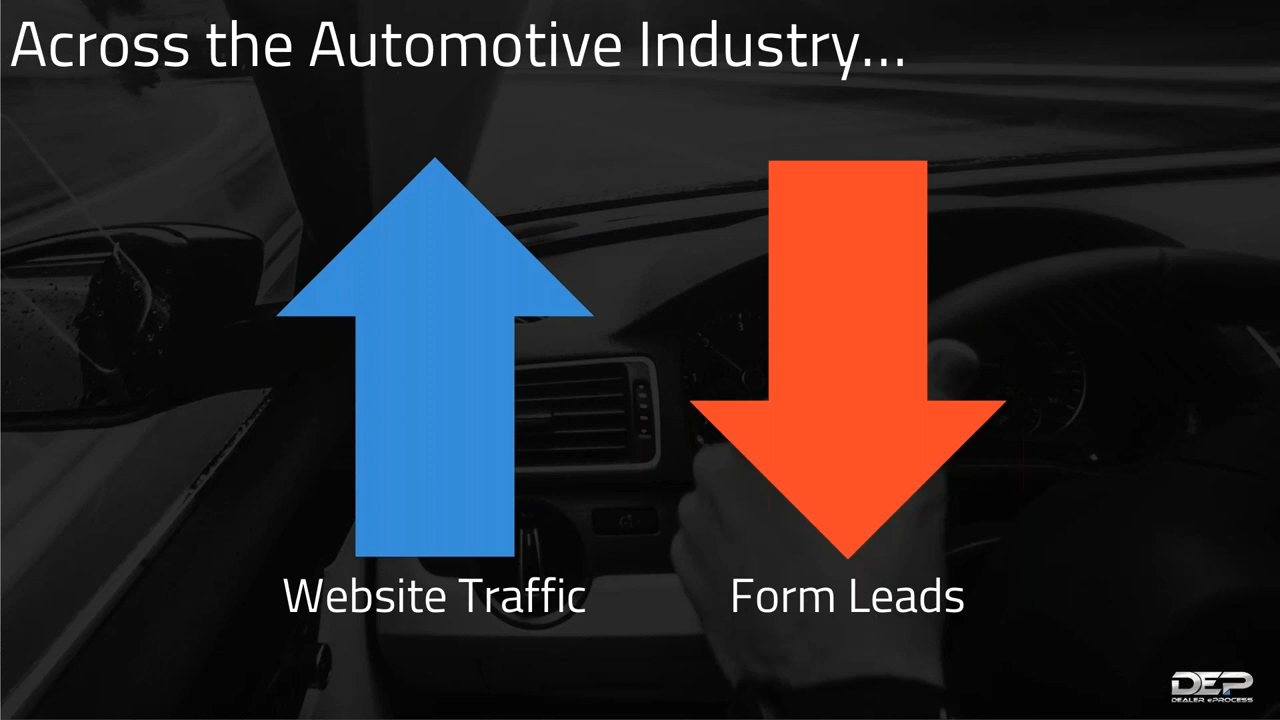 Across the Automotive Industry...
Website Traffic
Form Leads
DEP
DEALER ePROCESS